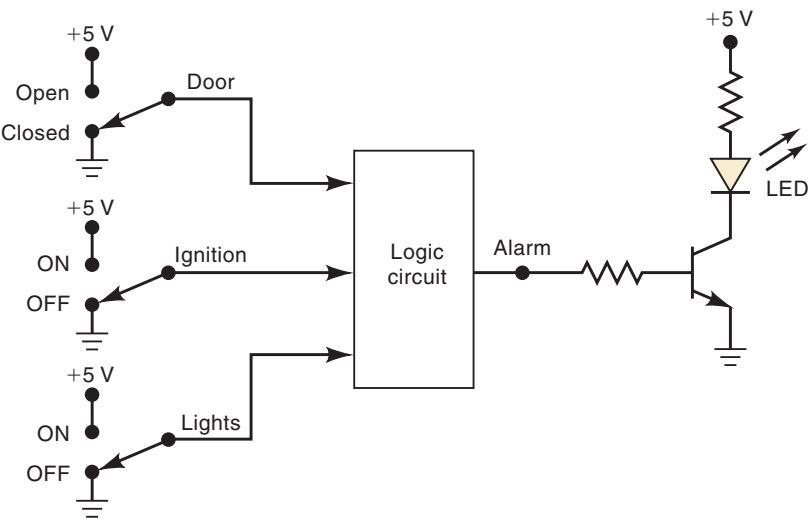 +5 V
Open
Closed
Door
+5 V
ON
OFF
Ignition
+5 V
ON
OFF
Lights
Logic
circuit
Alarm
+5 V
LED